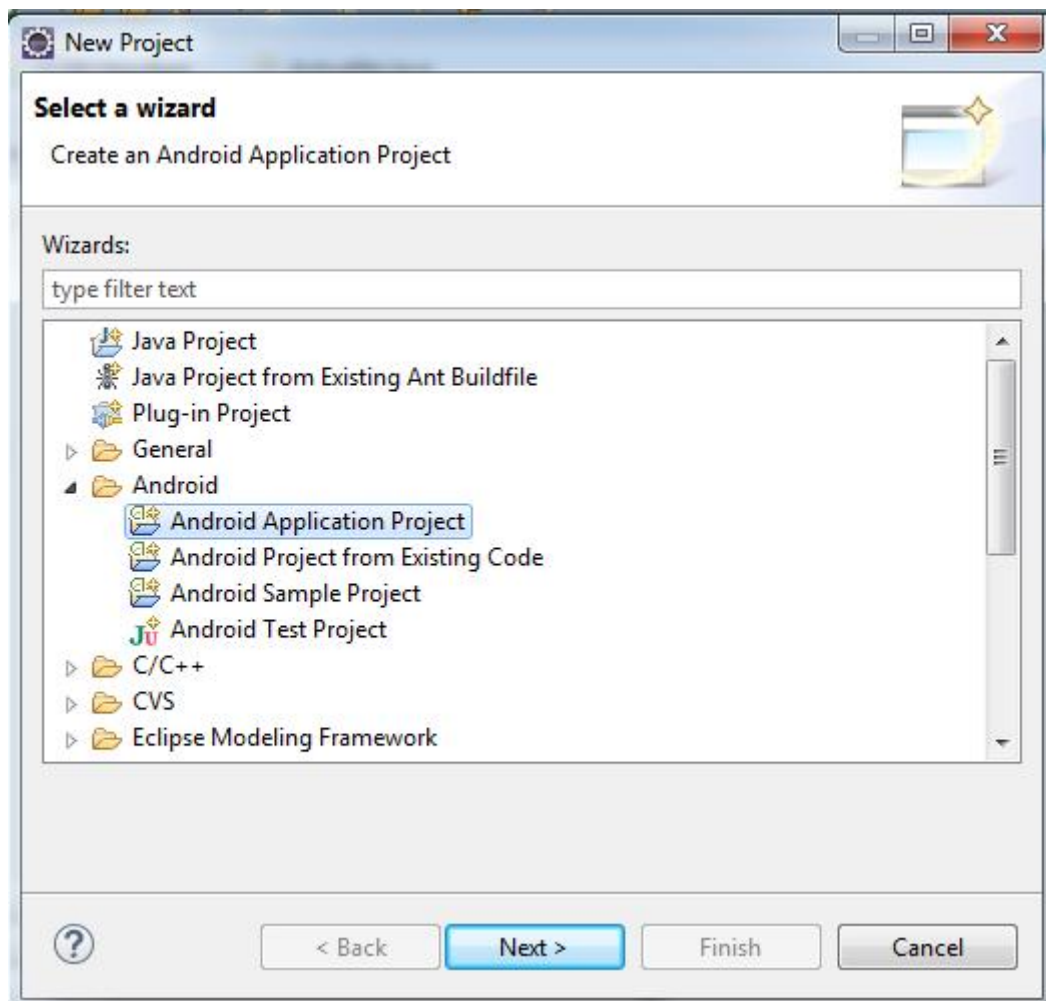 New Project
Select a wizard
Create an Android Application Project
Wizards:
type filter text
Java Project
Java Project from Existing Ant Buildfile
Plug-in Project
General
Android
Android Application Project
Android Project from Existing Code
Android Sample Project
Android Test Project
C/C++
CVS
Eclipse Modeling Framework
< Back Next > Finish Cancel